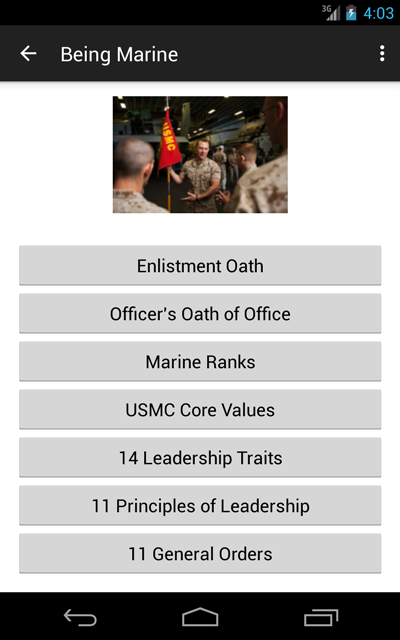 3G 4:03
Being Marine
USMC
Enlistment Oath
Officer's Oath of Office
Marine Ranks
USMC Core Values
14 Leadership Traits
11 Principles of Leadership
11 General Orders